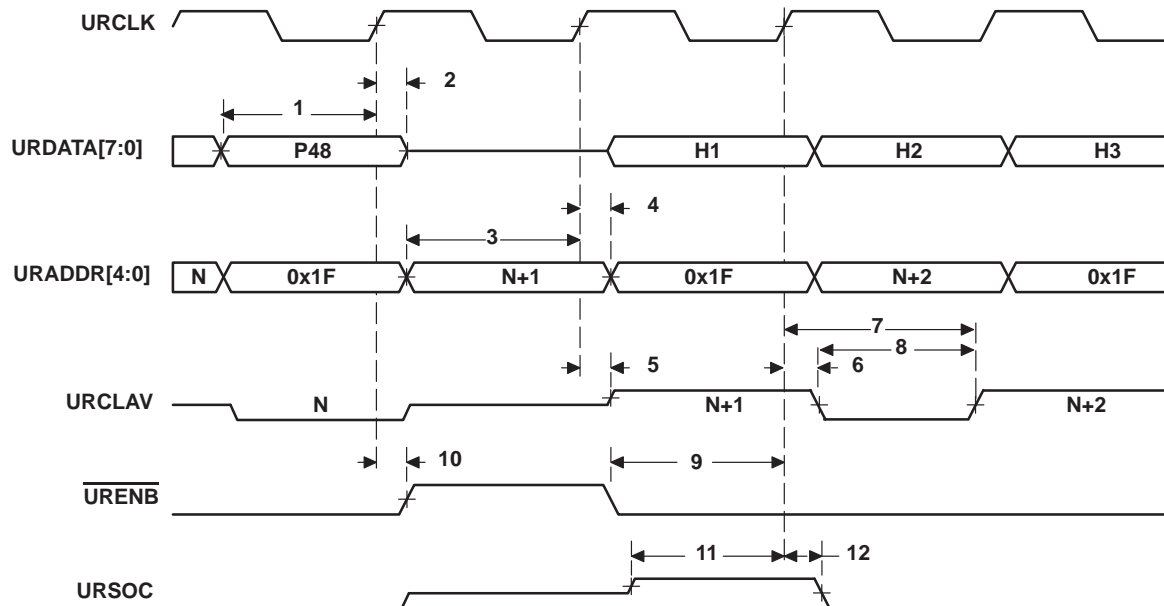 URCLK
2
1
URDATA[7:0] P48 H1 H2 H3
4
3
URADDR[4:0] N 0x1F N+1 0x1F N+2 0x1F
7
8
5 6
URCLAV N N+1 N+2
10 9
URENB
11 12
URSOC